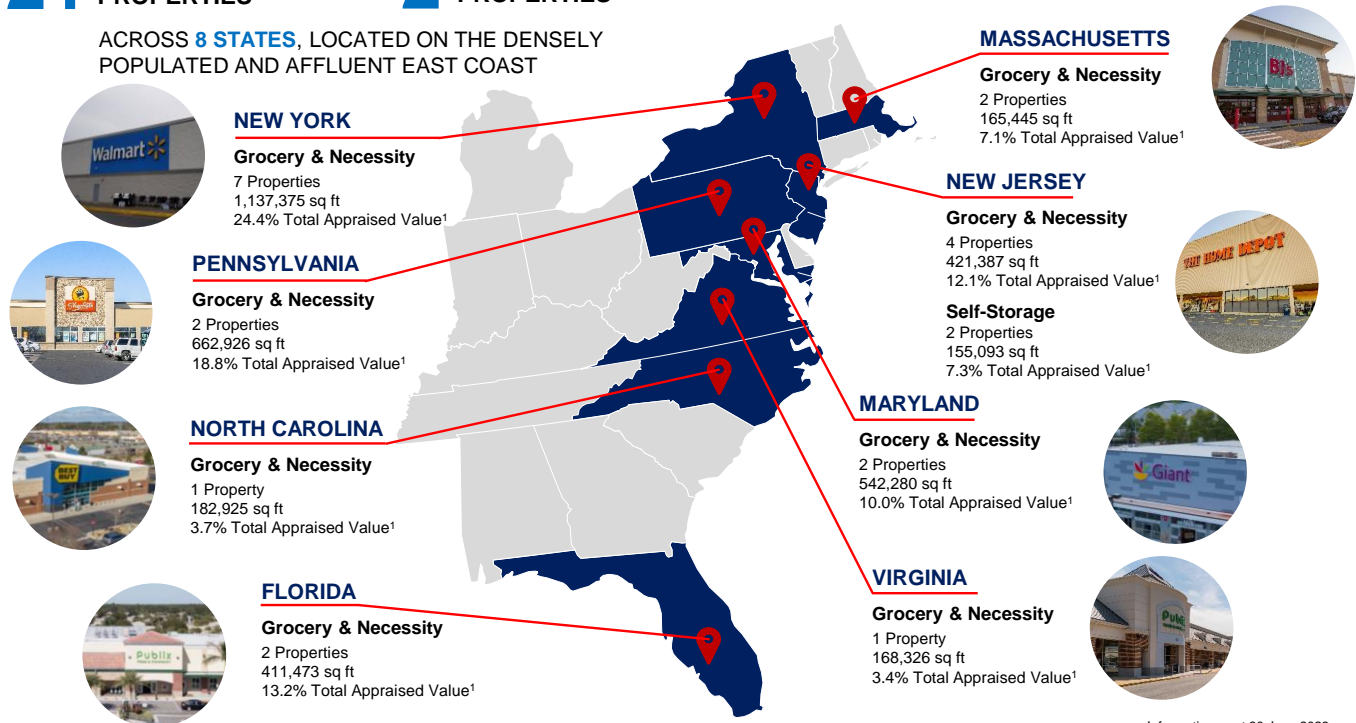 PROPERTIES
PROPERTIES
ACROSS 8 STATES, LOCATED ON THE DENSELY
POPULATED AND AFFLUENT EAST COAST
Walmart
NEW YORK
Grocery & Necessity
7 Properties
1,137,375 sq ft
24.4% Total Appraised Value¹
PENNSYLVANIA
Grocery & Necessity
2 Properties
662,926 sq ft
18.8% Total Appraised Value¹
BEST
BUY
NORTH CAROLINA
Grocery & Necessity
1 Property
182,925 sq ft
3.7% Total Appraised Value¹
Publix
FLORIDA
Grocery & Necessity
2 Properties
411,473 sq ft
13.2% Total Appraised Value¹
MASSACHUSETTS
Grocery & Necessity
2 Properties
165,445 sq ft
7.1% Total Appraised Value¹
BJ's
NEW JERSEY
Grocery & Necessity
4 Properties
421,387 sq ft
12.1% Total Appraised Value¹
Self-Storage
2 Properties
155,093 sq ft
7.3% Total Appraised Value¹
THE HOME DEPOT
MARYLAND
Grocery & Necessity
2 Properties
542,280 sq ft
10.0% Total Appraised Value¹
Giant
VIRGINIA
Grocery & Necessity
1 Property
168,326 sq ft
3.4% Total Appraised Value¹
Publix